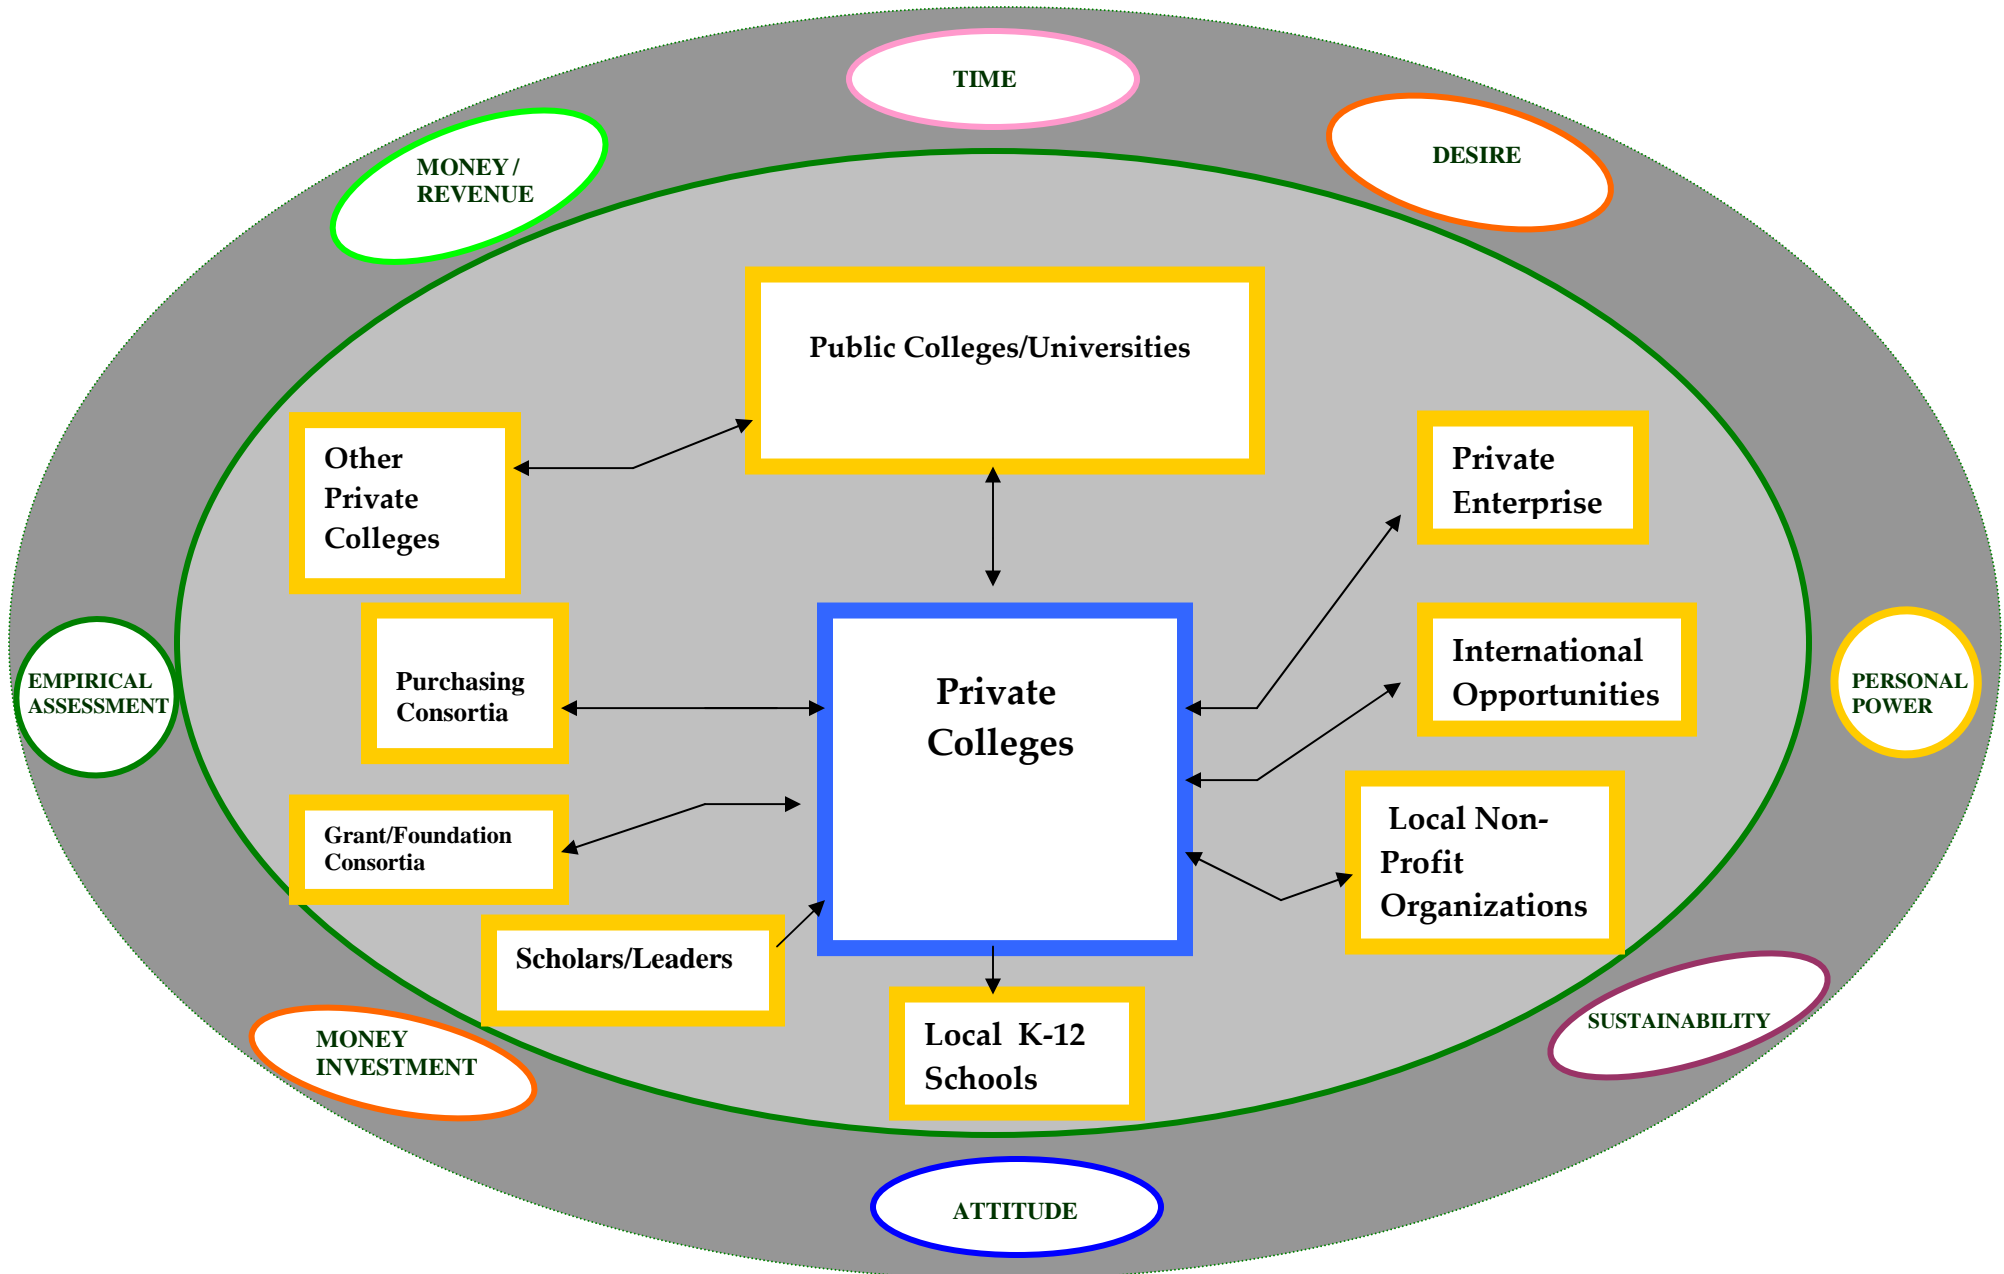 TIME
MONEY /
REVENUE
DESIRE
Public Colleges/Universities
Other
Private
Colleges
Private
Enterprise
EMPIRICAL
ASSESSMENT
Purchasing
Consortia
Private
Colleges
International
Opportunities
PERSONAL
POWER
Grant/Foundation
Consortia
Local Non-
Profit
Organizations
Scholars/Leaders
Local K-12
Schools
MONEY
INVESTMENT
SUSTAINABILITY
ATTITUDE